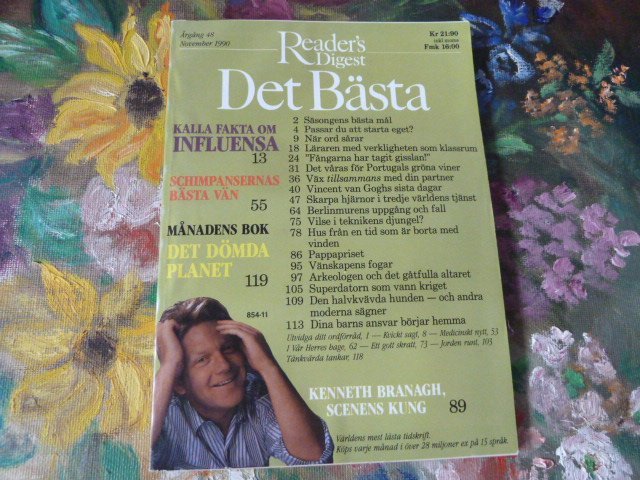 Årgång 48
November 1990
Reader's
Digest
Kr 21:90
inkl moms
Fmk 16:00
Det Bästa
KALLA FAKTA OM
INFLUENSA
13
SCHIMPANSERNAS
BÄSTA VÄN
55
MÅNADENS BOK
DET DÖMDA
PLANET
119
854-11
2 Säsongens bästa mål
4 Passar du att starta eget?
9 När ord sårar
18 Läraren med verkligheten som klassrum
24 "Fångarna har tagit gisslan!"
31 Det våras för Portugals gröna viner
36 Väx tillsammans med din partner
40 Vincent van Goghs sista dagar
47 Skarpa hjärnor i tredje världens tjänst
64 Berlinmurens uppgång och fall
75 Vilse i teknikens djungel?
78 Hus från en tid som är borta med
vinden
86 Pappapriset
95 Vänskapens fogar
97 Arkeologen och det gåtfulla altaret
105 Superdatorn som vann kriget
109 Den halvkvävda hunden — och andra
moderna sägner
113 Dina barns ansvar börjar hemma
Utvidga ditt ordförråd, 1 — Kvickt sagt, 8 — Medicinskt nytt, 53
I Vår Herres hage, 62 — Ett gott skratt, 73 — Jorden runt, 103
Tänkvärda tankar, 118
KENNETH BRANAGH,
SCENENS KUNG 89
Världens mest lästa tidskrift.
Köps varje månad i över 28 miljoner ex på 15 språk.